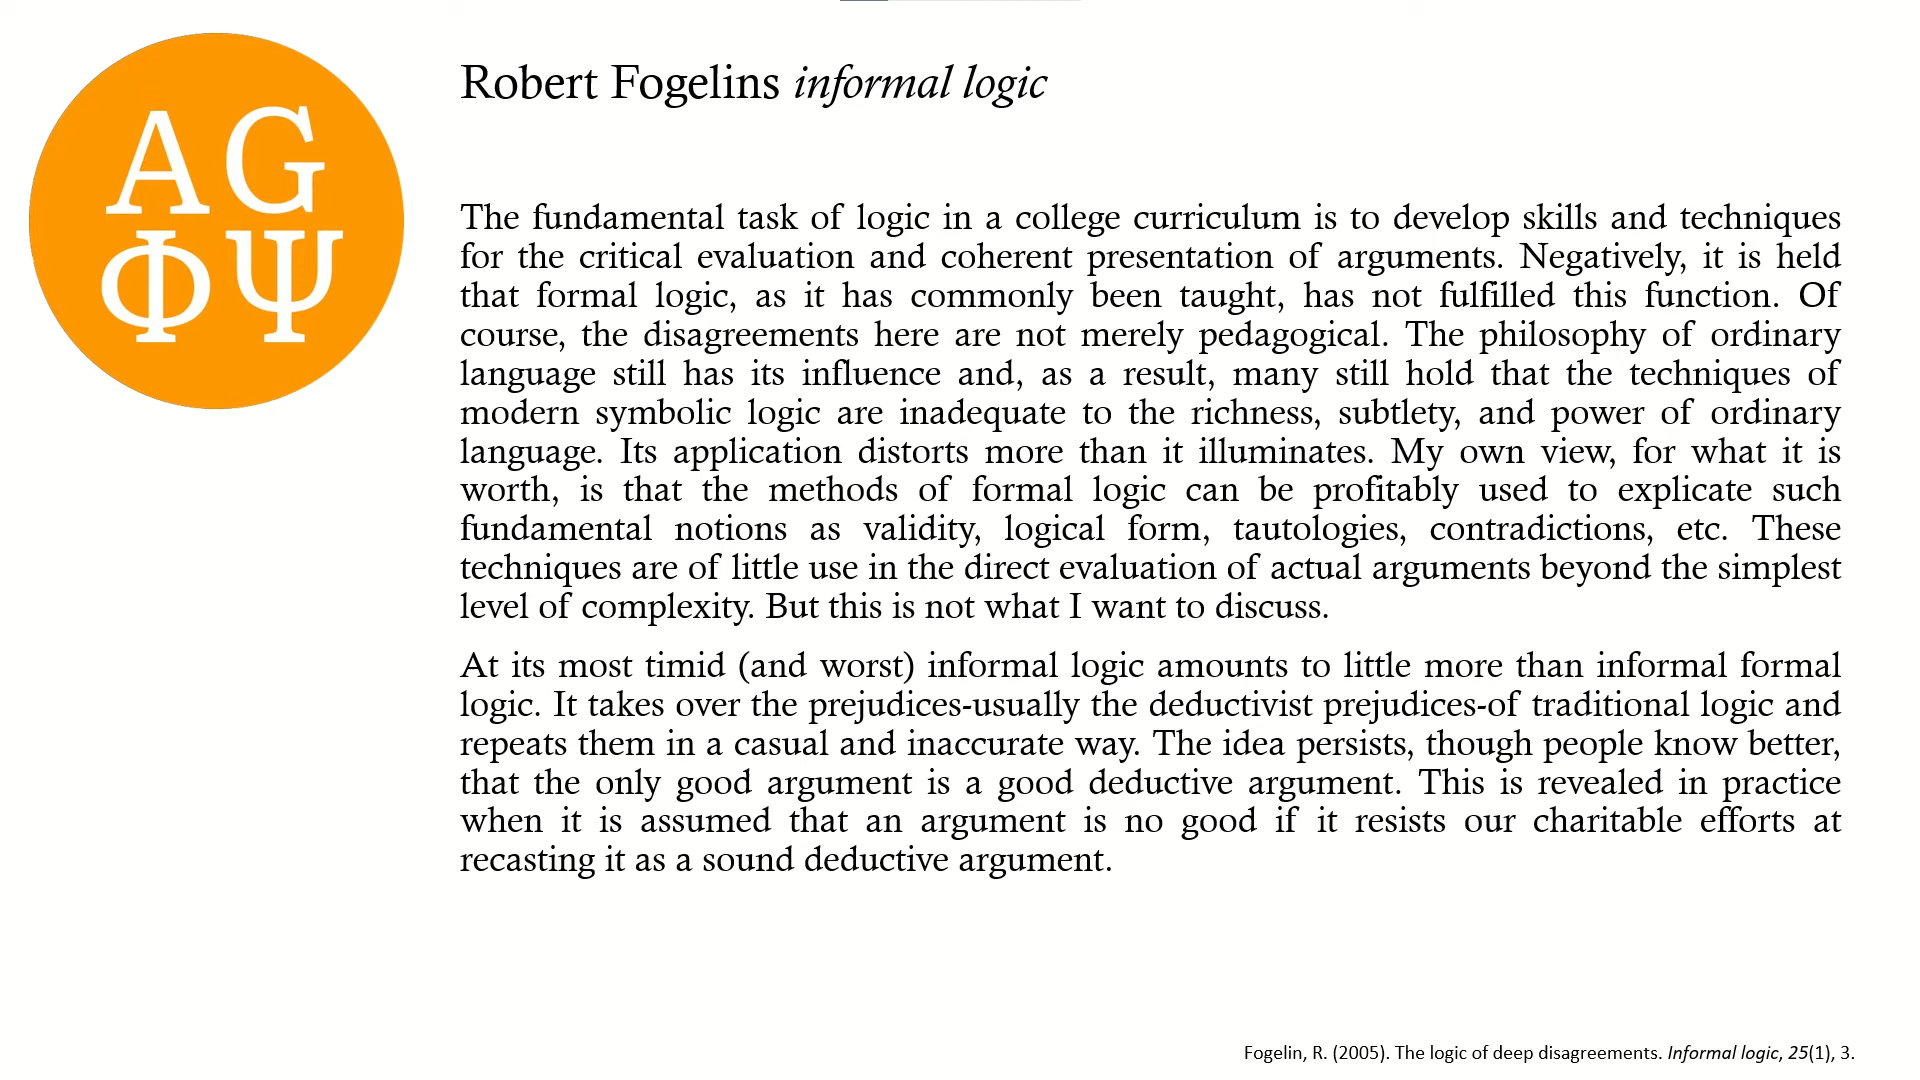 AG
ΦΨ
Robert Fogelins informal logic
The fundamental task of logic in a college curriculum is to develop skills and techniques
for the critical evaluation and coherent presentation of arguments. Negatively, it is held
that formal logic, as it has commonly been taught, has not fulfilled this function. Of
course, the disagreements here are not merely pedagogical. The philosophy of ordinary
language still has its influence and, as a result, many still hold that the techniques of
modern symbolic logic are inadequate to the richness, subtlety, and power of ordinary
language. Its application distorts more than it illuminates. My own view, for what it is
worth, is that the methods of formal logic can be profitably used to explicate such
fundamental notions as validity, logical form, tautologies, contradictions, etc. These
techniques are of little use in the direct evaluation of actual arguments beyond the simplest
level of complexity. But this is not what I want to discuss.
At its most timid (and worst) informal logic amounts to little more than informal formal
logic. It takes over the prejudices-usually the deductivist prejudices-of traditional logic and
repeats them in a casual and inaccurate way. The idea persists, though people know better,
that the only good argument is a good deductive argument. This is revealed in practice
when it is assumed that an argument is no good if it resists our charitable efforts at
recasting it as a sound deductive argument.
Fogelin, R. (2005). The logic of deep disagreements. Informal logic, 25(1), 3.